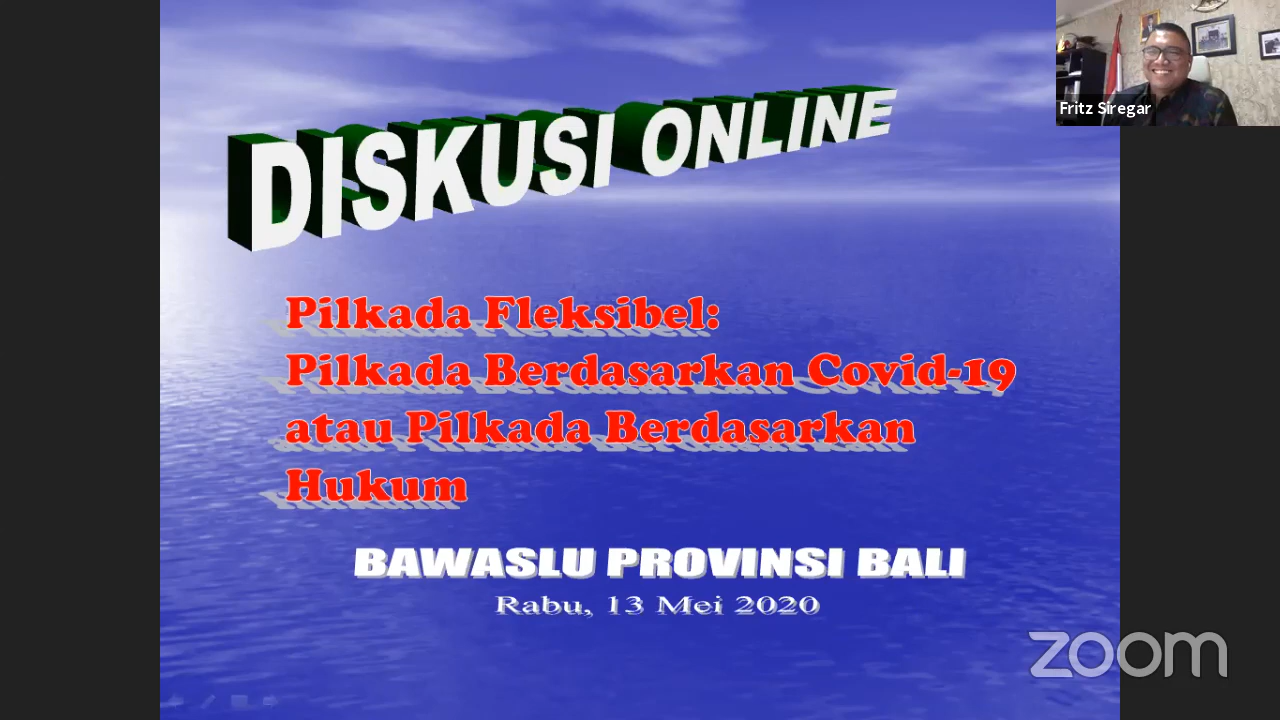 Fritz Siregar
DISKUSI ONLINE
Pilkada Fleksibel:
Pilkada Berdasarkan Covid-19
atau Pilkada Berdasarkan
Hukum
BAWASLU PROVINSI BALI
Rabu, 13 Mei 2020
zoom